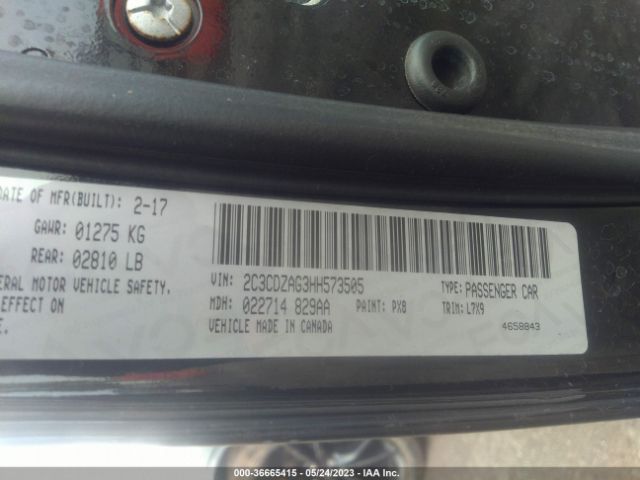 DATE OF MFR(BUILT): 2-17
GAWR: 01275 KG
REAR: 02810 LB
ERAL MOTOR VEHICLE SAFETY.
EFFECT ON
E.
VIN: 2C3CDZAG3HH573505
TYPE: PASSENGER CAR
MDH: 022714 829AA
PAINT: PX8
TRIM: L7X9
VEHICLE MADE IN CANADA
4658843
000-36665415 - 05/24/2023 - IAA Inc.